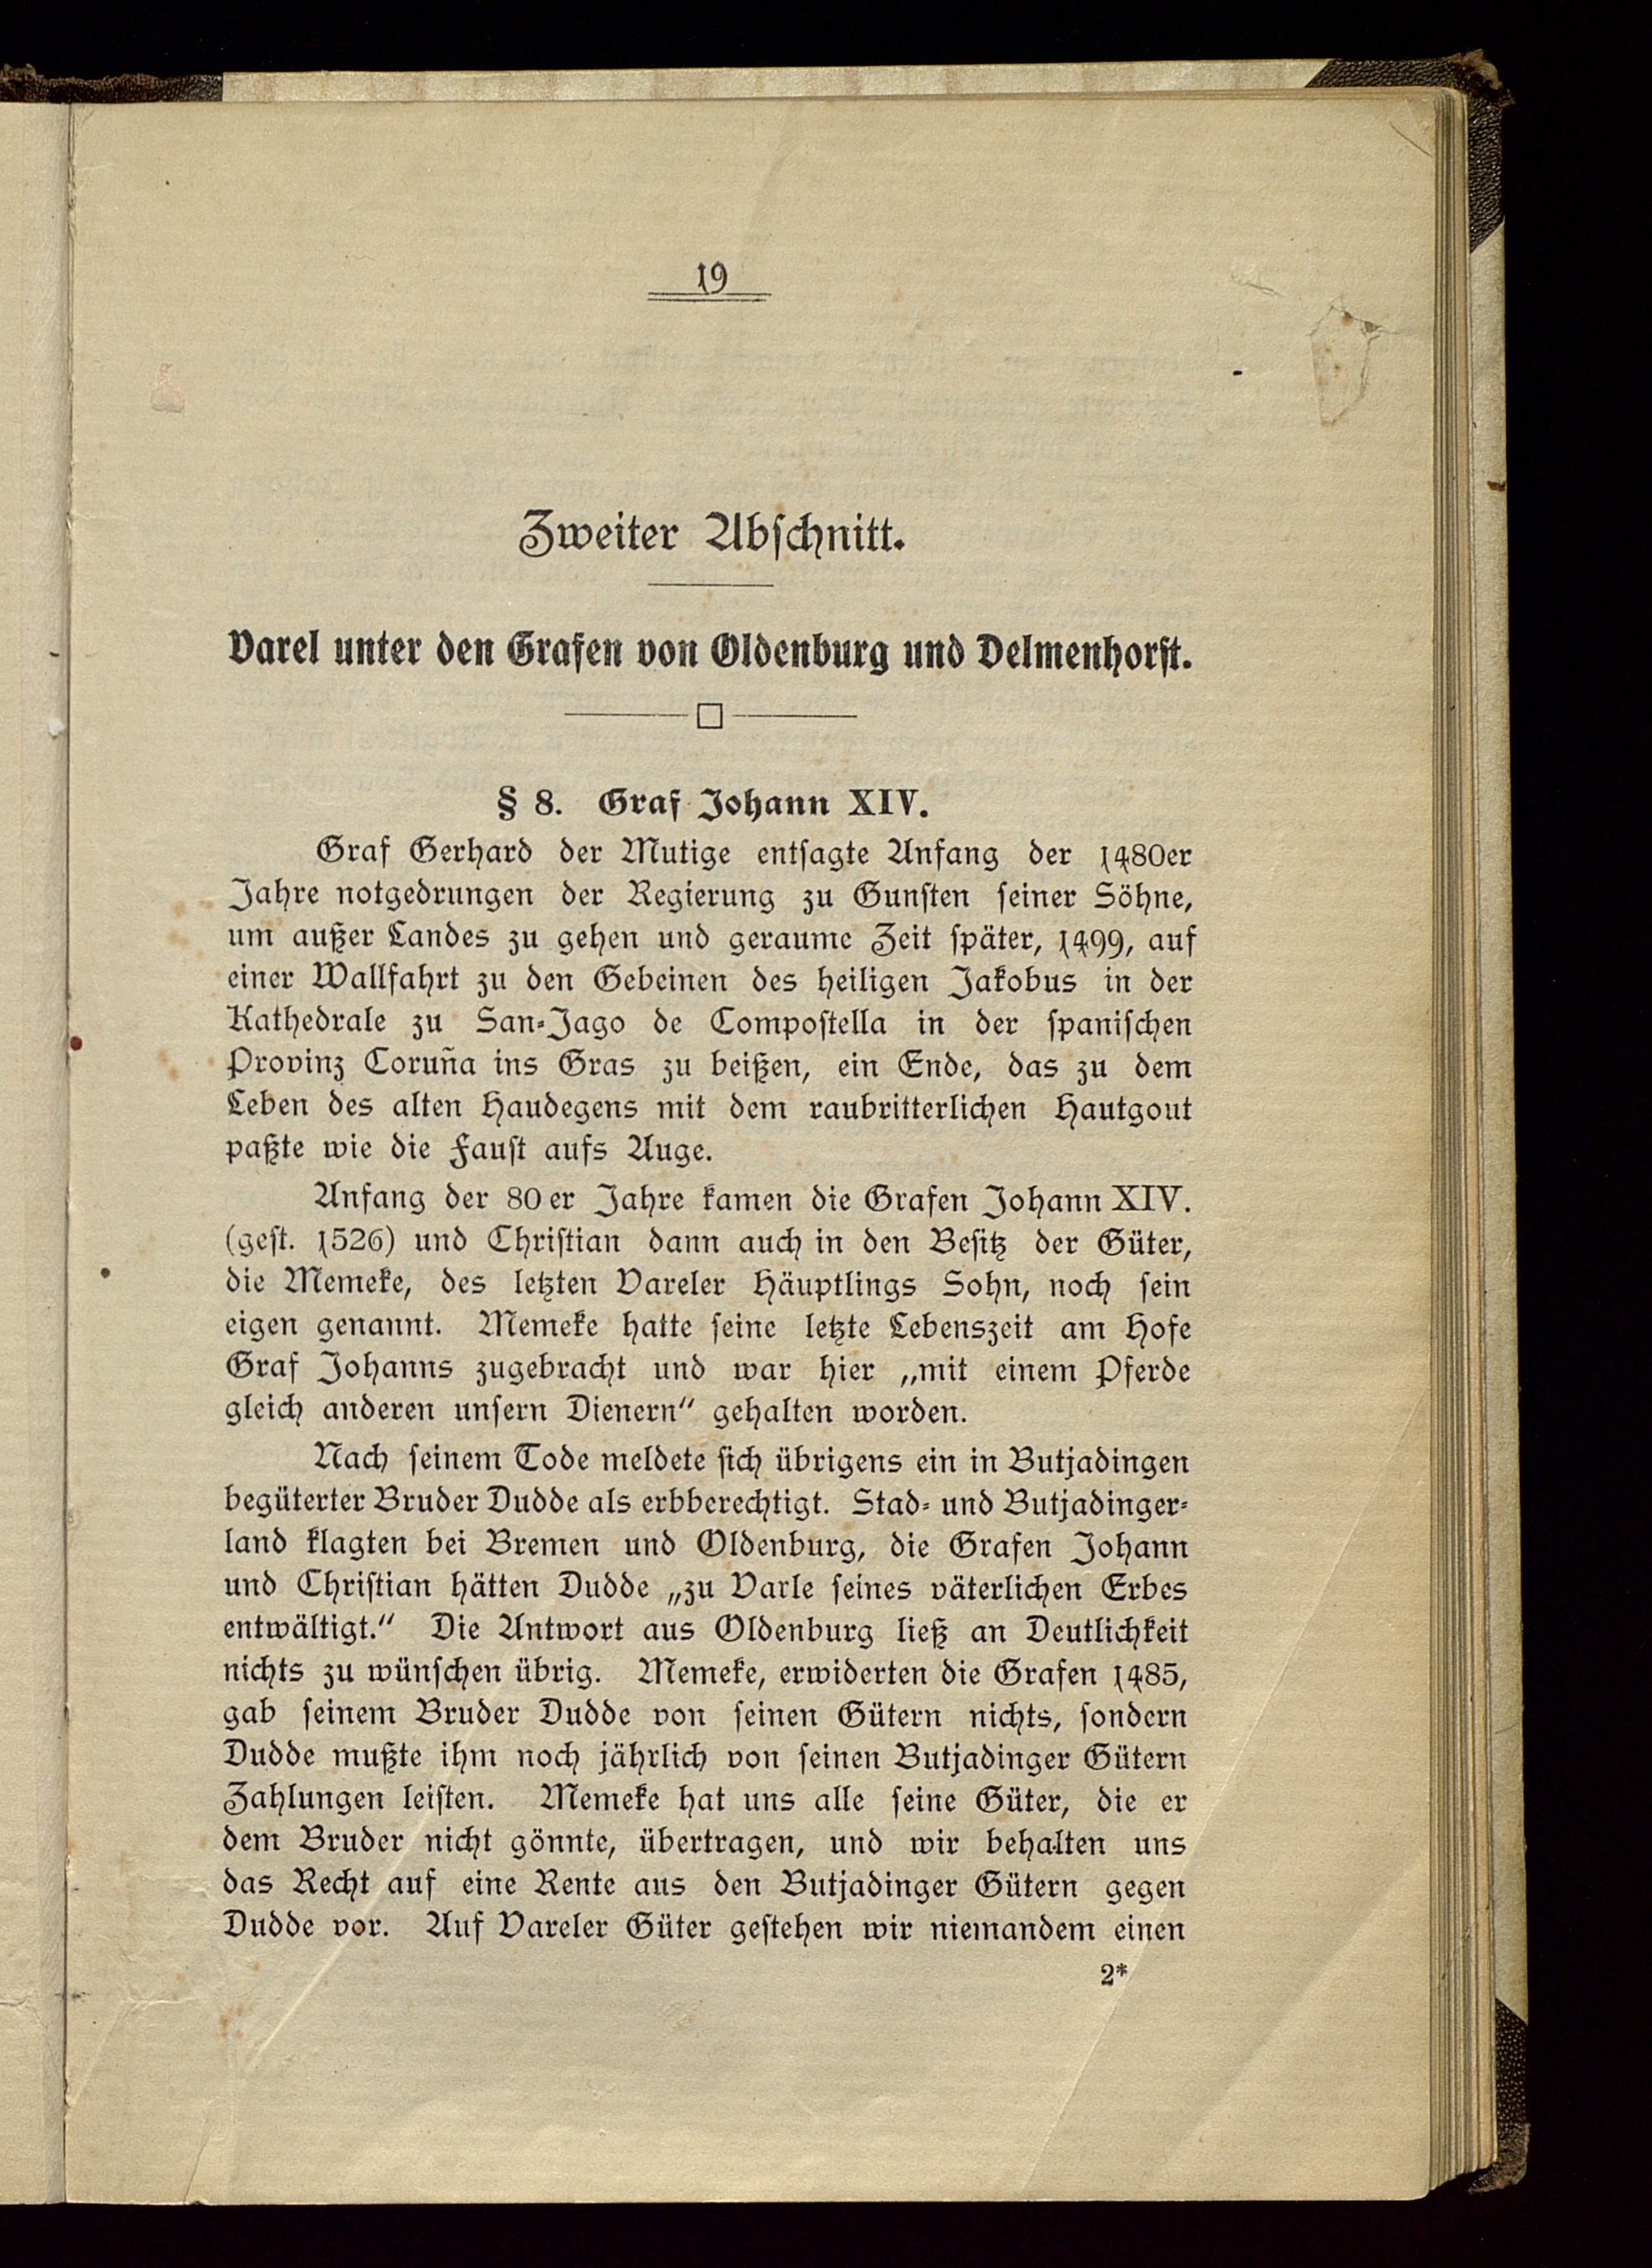 19
Zweiter Abschnitt.
Varel unter den Grafen von Oldenburg und Delmenhorst.
§ 8. Graf Johann XIV.
Graf Gerhard der Mutige entsagte Anfang der 1480er
Jahre notgedrungen der Regierung zu Gunsten seiner Söhne,
um außer Landes zu gehen und geraume Zeit später, 1499, auf
einer Wallfahrt zu den Gebeinen des heiligen Jakobus in der
Kathedrale zu San-Jago de Compostella in der spanischen
Provinz Coruña ins Gras zu beißen, ein Ende, das zu dem
Leben des alten Haudegens mit dem raubritterlichen Hautgout
paßte wie die Faust aufs Auge.
Anfang der 80er Jahre kamen die Grafen Johann XIV.
(gest. 1526) und Christian dann auch in den Besitz der Güter,
die Memeke, des letzten Vareler Häuptlings Sohn, noch sein
eigen genannt. Memeke hatte seine letzte Lebenszeit am Hofe
Graf Johanns zugebracht und war hier „mit einem Pferde
gleich anderen unsern Dienern“ gehalten worden.
Nach seinem Tode meldete sich übrigens ein in Butjadingen
begüterter Bruder Dudde als erbberechtigt. Stad- und Butjadinger-
land klagten bei Bremen und Oldenburg, die Grafen Johann
und Christian hätten Dudde „zu Varle seines väterlichen Erbes
entwältigt.“ Die Antwort aus Oldenburg ließ an Deutlichkeit
nichts zu wünschen übrig. Memeke, erwiderten die Grafen 1485,
gab seinem Bruder Dudde von seinen Gütern nichts, sondern
Dudde mußte ihm noch jährlich von seinen Butjadinger Gütern
Zahlungen leisten. Memeke hat uns alle seine Güter, die er
dem Bruder nicht gönnte, übertragen, und wir behalten uns
das Recht auf eine Rente aus den Butjadinger Gütern gegen
Dudde vor. Auf Vareler Güter gestehen wir niemandem einen
2*